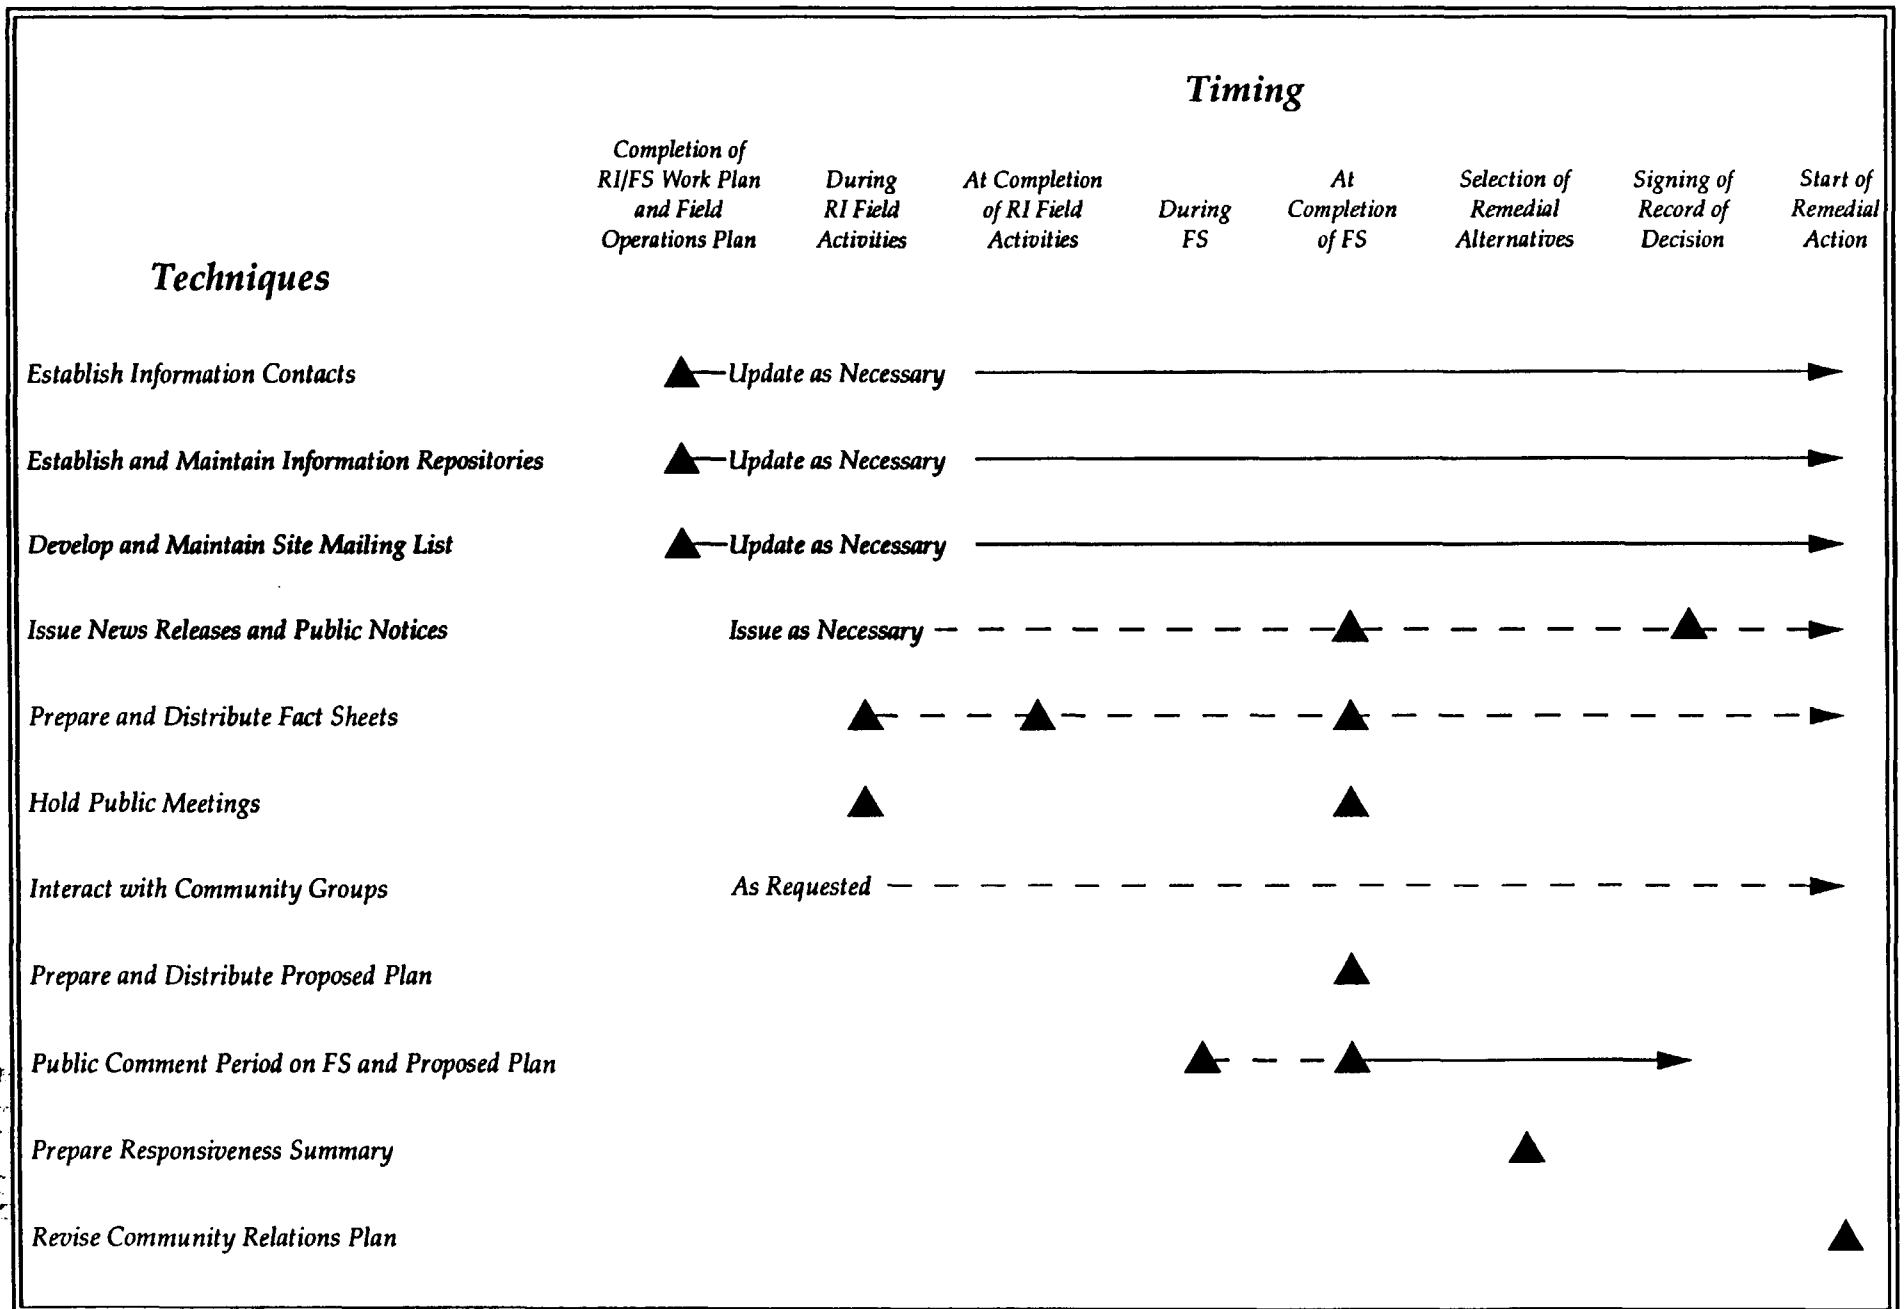 Timing
Completion of
RI/FS Work Plan
and Field
Operations Plan
During
RI Field
Activities
At Completion
of RI Field
Activities
During
FS
At
Completion
of FS
Selection of
Remedial
Alternatives
Signing of
Record of
Decision
Start of
Remedial
Action
Techniques
Establish Information Contacts
Update as Necessary
Establish and Maintain Information Repositories
Update as Necessary
Develop and Maintain Site Mailing List
Update as Necessary
Issue News Releases and Public Notices
Issue as Necessary
Prepare and Distribute Fact Sheets
Hold Public Meetings
Interact with Community Groups
As Requested
Prepare and Distribute Proposed Plan
Public Comment Period on FS and Proposed Plan
Prepare Responsiveness Summary
Revise Community Relations Plan